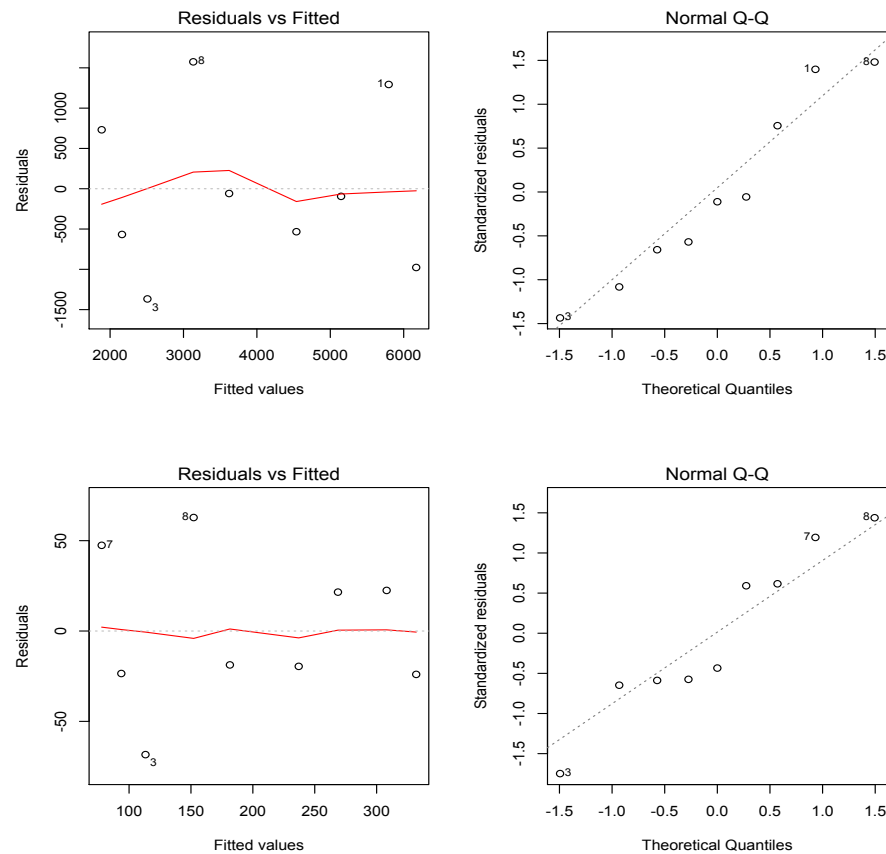 Residuals vs Fitted
Residuals
1000
500
0
-500
-1500
8
1
3
2000 3000 4000 5000 6000
Fitted values
Normal Q-Q
Standardized residuals
1.5
1.0
0.5
0.0
-0.5
-1.0
-1.5
1
8
3
-1.5 -1.0 -0.5 0.0 0.5 1.0 1.5
Theoretical Quantiles
Residuals vs Fitted
Residuals
50
0
-50
7
8
3
100 150 200 250 300
Fitted values
Normal Q-Q
Standardized residuals
1.5
1.0
0.5
0.0
-0.5
-1.0
-1.5
7
8
3
-1.5 -1.0 -0.5 0.0 0.5 1.0 1.5
Theoretical Quantiles